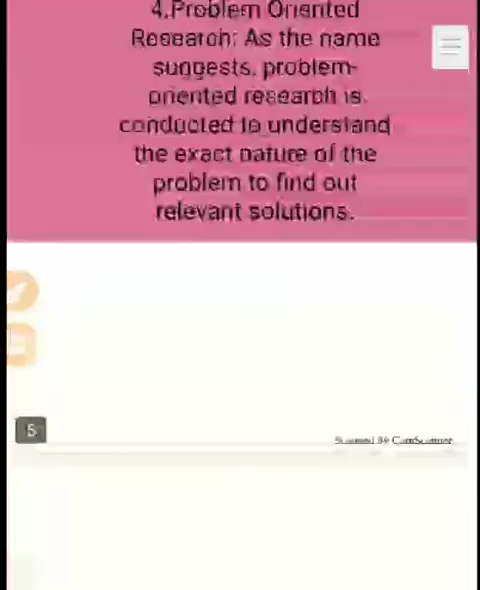 4.Problem Oriented
Research: As the name
suggests, problem-
oriented research is
conducted to understand
the exact nature of the
problem to find out
relevant solutions.
5
Scanned by CamScanner